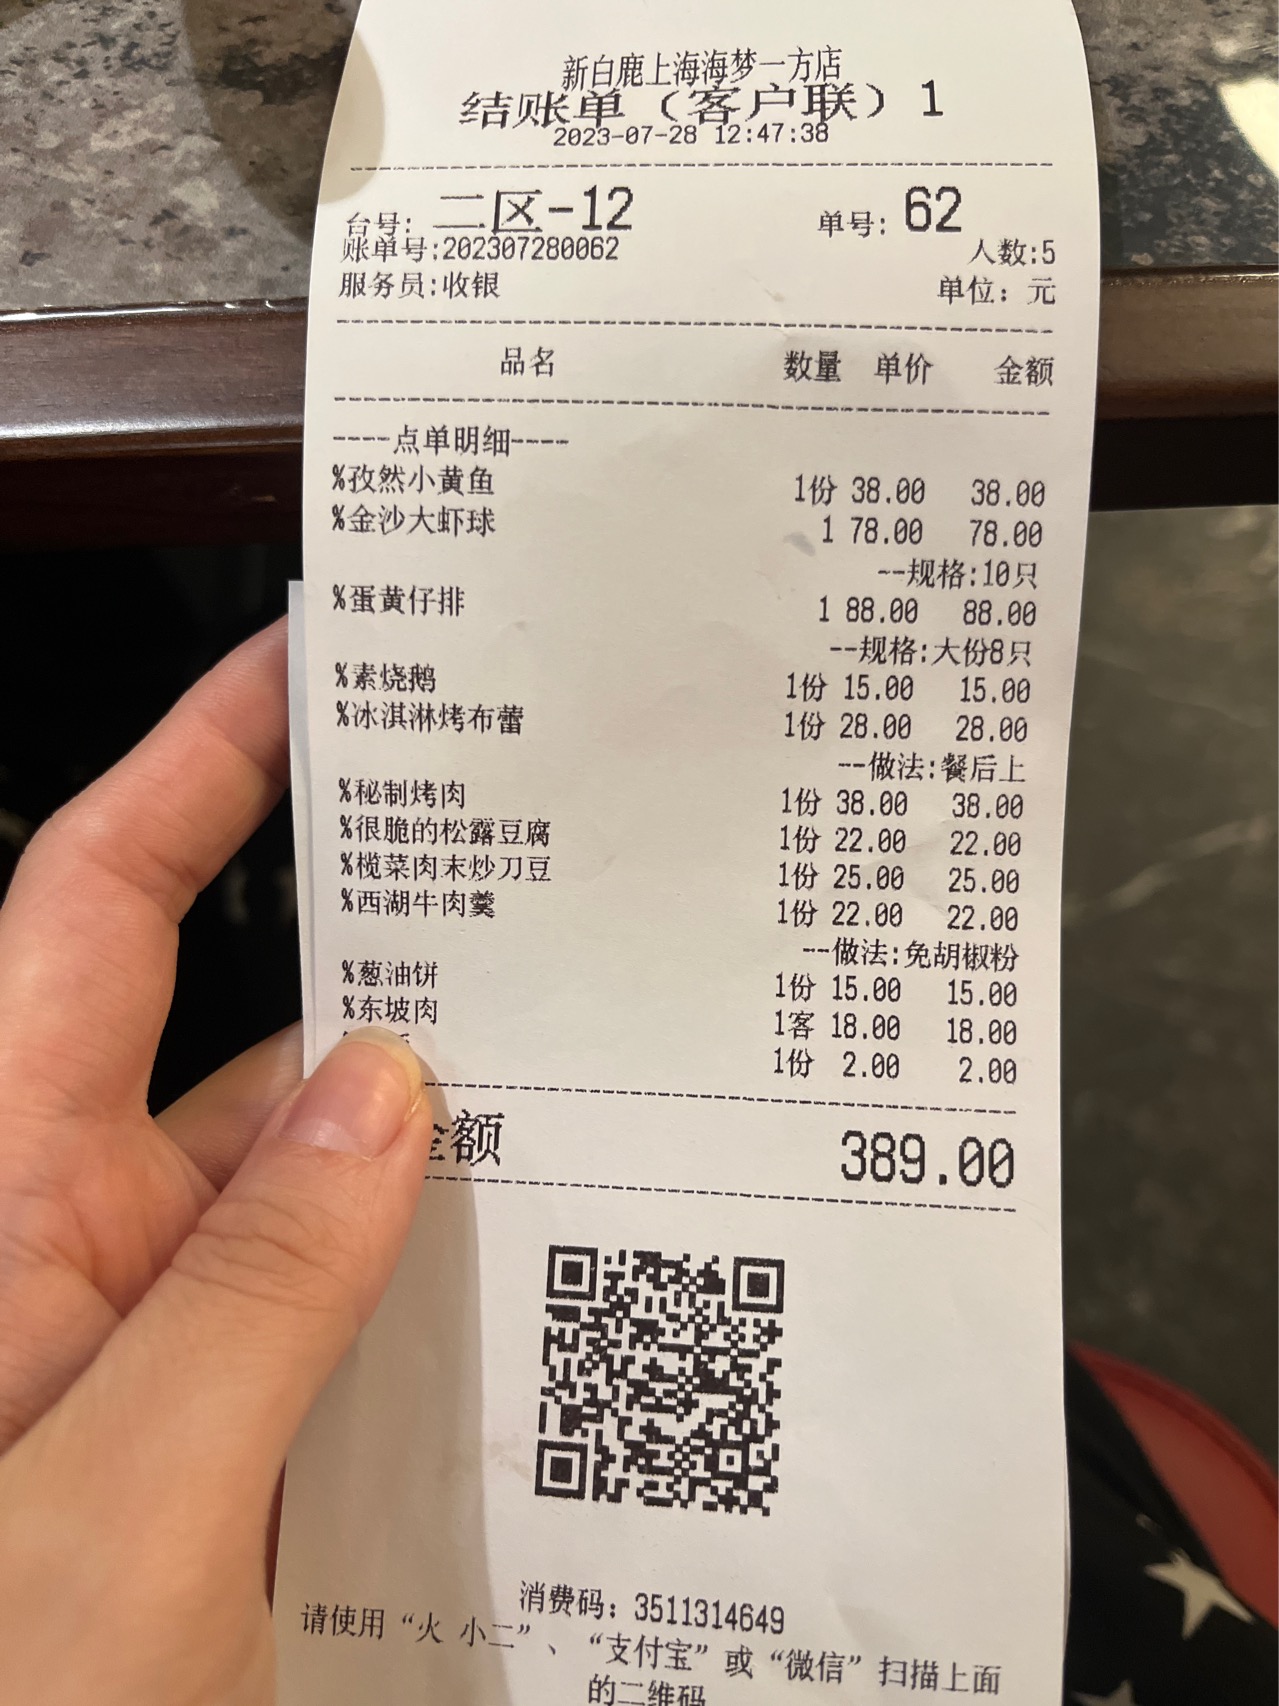 新白鹿上海海梦一方店
结账单（客户联）1
2023-07-28 12:47:38
台号: 二区-12 单号: 62
账单号:202307280062 人数:5
服务员:收银 单位: 元
品名 数量 单价 金额
----点单明细----
%孜然小黄鱼 1份 38.00 38.00
%金沙大虾球 1 78.00 78.00
--规格:10只
%蛋黄仔排 1 88.00 88.00
--规格:大份8只
%素烧鹅 1份 15.00 15.00
%冰淇淋烤布蕾 1份 28.00 28.00
--做法:餐后上
%秘制烤肉 1份 38.00 38.00
%很脆的松露豆腐 1份 22.00 22.00
%榄菜肉末炒刀豆 1份 25.00 25.00
%西湖牛肉羹 1份 22.00 22.00
--做法:免胡椒粉
%葱油饼 1份 15.00 15.00
%东坡肉 1客 18.00 18.00
1份 2.00 2.00
金额 389.00
消费码: 3511314649
请使用“火 小二”、“支付宝”或“微信”扫描上面
的二维码